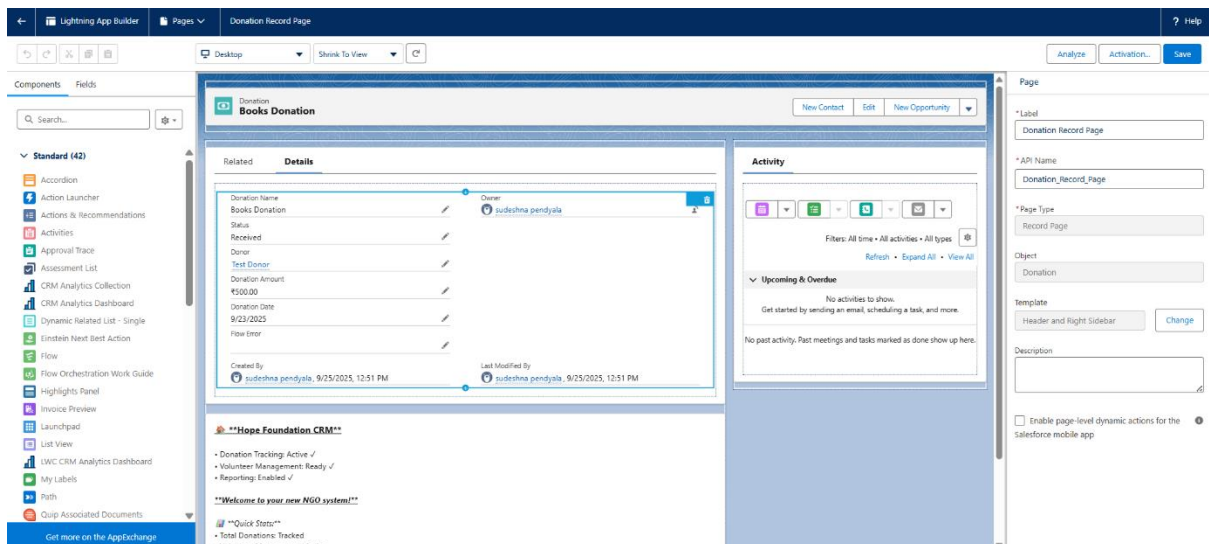 Lightning App Builder Pages Donation Record Page ? Help
Desktop Shrink To View Analyze Activation... Save
Components Fields
Search...
Standard (42)
Accordion
Action Launcher
Actions & Recommendations
Activities
Approval Trace
Assessment List
CRM Analytics Collection
CRM Analytics Dashboard
Dynamic Related List - Single
Einstein Next Best Action
Flow
Flow Orchestration Work Guide
Highlights Panel
Invoice Preview
Launchpad
List View
LWC CRM Analytics Dashboard
My Labels
Path
Quip Associated Documents
Get more on the AppExchange
Donation
Books Donation
New Contact Edit New Opportunity
Related Details
Donation Name
Books Donation
Owner
sudeshna pendyala
Status
Received
Donor
Test Donor
Donation Amount
₹500.00
Donation Date
9/23/2025
Flow Error
Created By
sudeshna pendyala, 9/25/2025, 12:51 PM
Last Modified By
sudeshna pendyala, 9/25/2025, 12:51 PM
**Hope Foundation CRM**
• Donation Tracking: Active ✓
• Volunteer Management: Ready ✓
• Reporting: Enabled ✓
**Welcome to your new NGO system!**
**Quick Stats:**
• Total Donations: Tracked
Activity
Filters: All time • All activities • All types
Refresh • Expand All • View All
Upcoming & Overdue
No activities to show.
Get started by sending an email, scheduling a task, and more.
No past activity. Past meetings and tasks marked as done show up here.
Page
*Label
Donation Record Page
*API Name
Donation_Record_Page
*Page Type
Record Page
Object
Donation
Template
Header and Right Sidebar Change
Description
Enable page-level dynamic actions for the
Salesforce mobile app